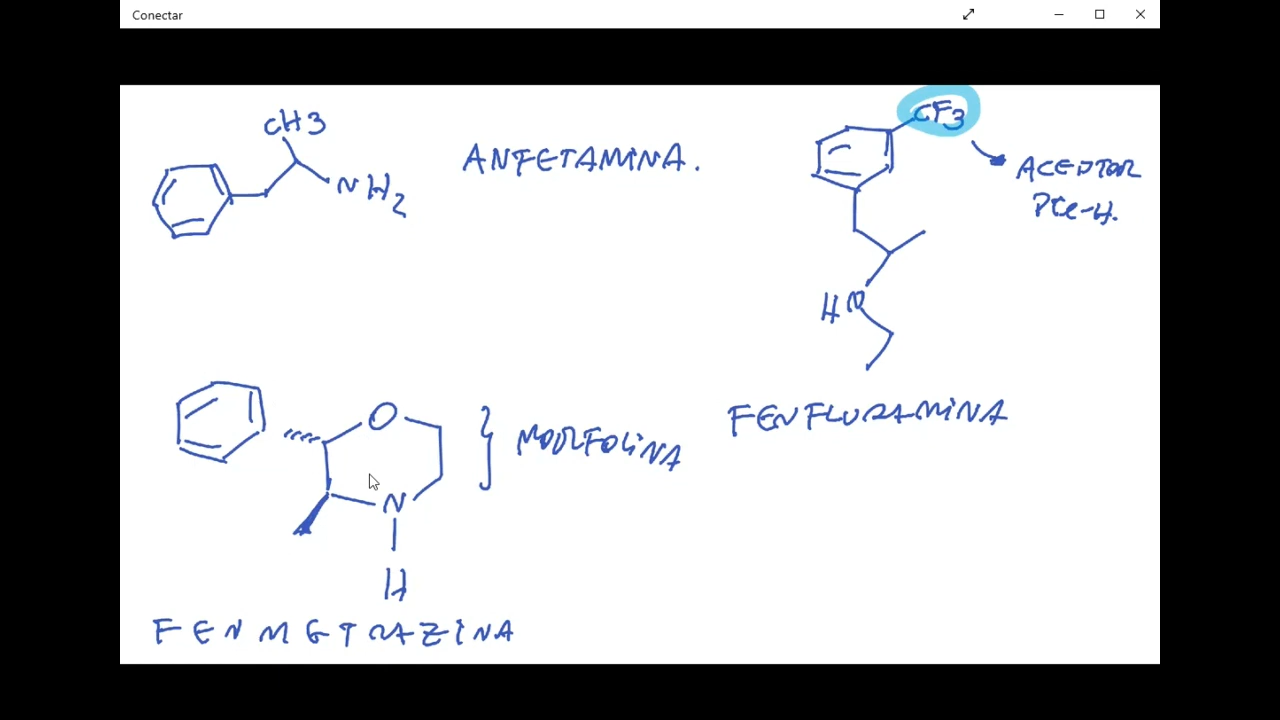 Conectar
CH3
NH2
ANFETAMINA.
CF3
ACEPTOR
PTE-H.
HN
FENFLURAMINA
O
N
H
} MORFOLINA
FENMETRAZINA